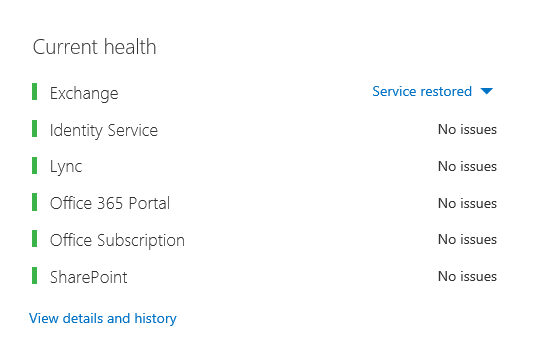 Current health
Exchange Service restored
Identity Service No issues
Lync No issues
Office 365 Portal No issues
Office Subscription No issues
SharePoint No issues
View details and history